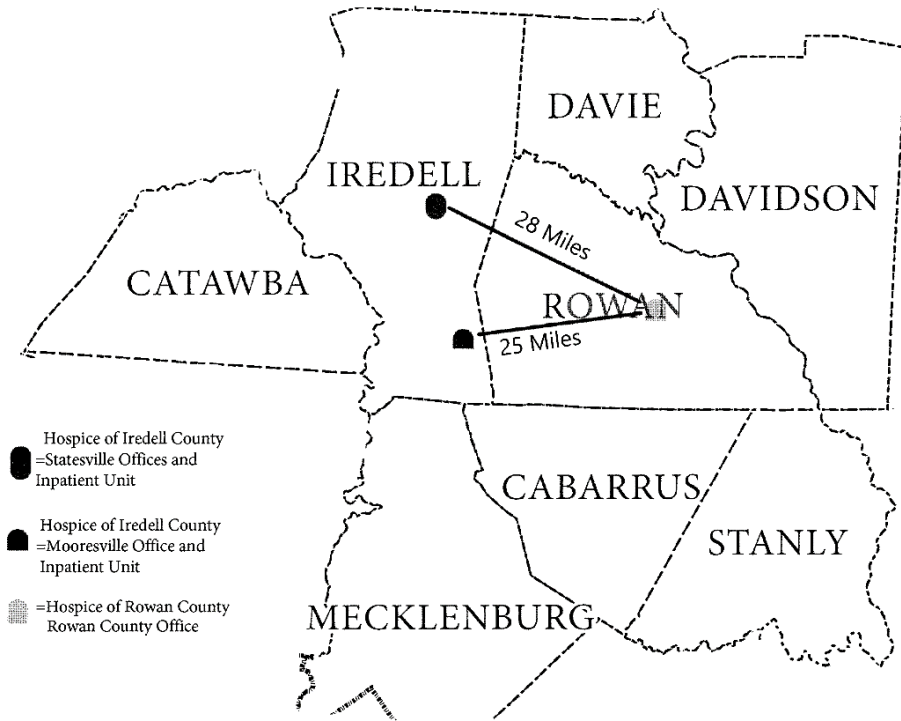 DAVIE
IREDELL
DAVIDSON
28 Miles
CATAWBA
ROWAN
25 Miles
Hospice of Iredell County
=Statesville Offices and
Inpatient Unit
CABARRUS
Hospice of Iredell County
=Mooresville Office and
Inpatient Unit
STANLY
=Hospice of Rowan County
Rowan County Office
MECKLENBURG